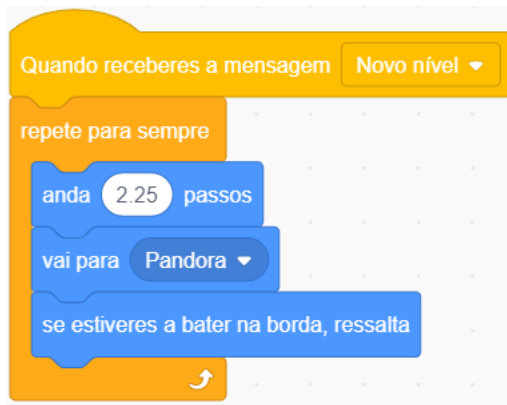 Quando receberes a mensagem Novo nível
repete para sempre
anda 2.25 passos
vai para Pandora
se estiveres a bater na borda, ressalta